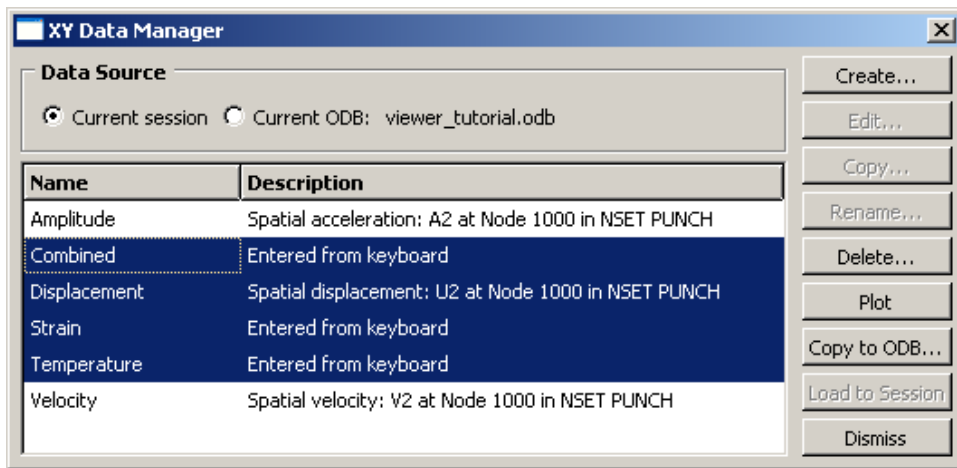 XY Data Manager
Data Source
Current session Current ODB: viewer_tutorial.odb
Name Description
Amplitude Spatial acceleration: A2 at Node 1000 in NSET PUNCH
Combined Entered from keyboard
Displacement Spatial displacement: U2 at Node 1000 in NSET PUNCH
Strain Entered from keyboard
Temperature Entered from keyboard
Velocity Spatial velocity: V2 at Node 1000 in NSET PUNCH
Create...
Edit...
Copy...
Rename...
Delete...
Plot
Copy to ODB...
Load to Session
Dismiss